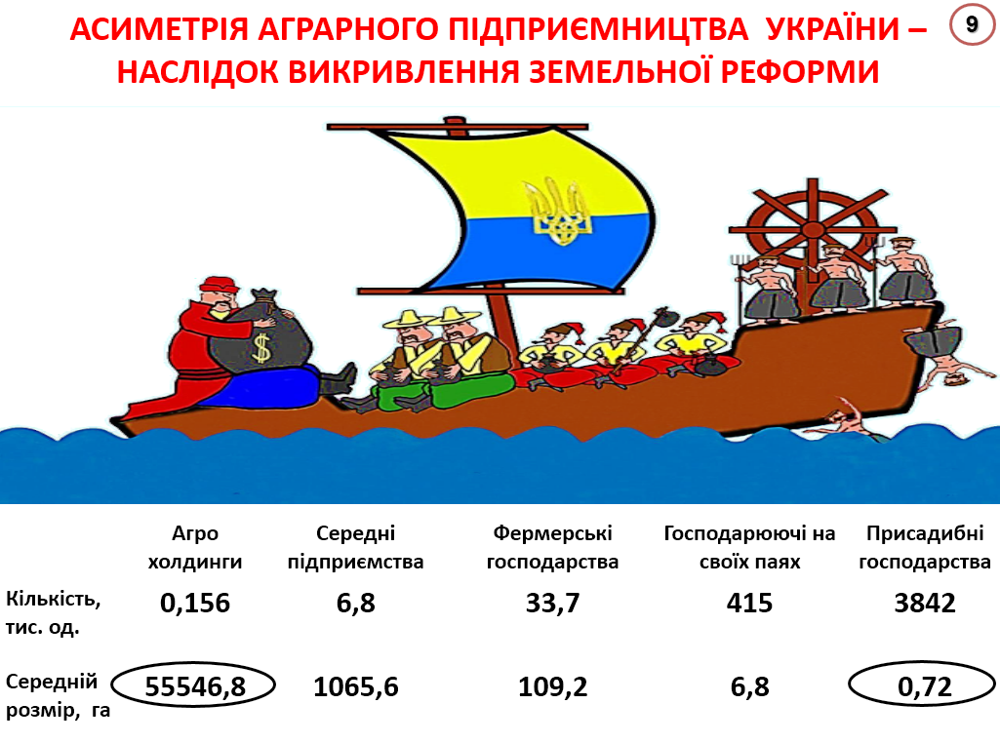 АСИМЕТРІЯ АГРАРНОГО ПІДПРИЄМНИЦТВА УКРАЇНИ –
9
НАСЛІДОК ВИКРИВЛЕННЯ ЗЕМЕЛЬНОЇ РЕФОРМИ
$
Агро холдинги
Середні підприємства
Фермерські господарства
Господарюючі на своїх паях
Присадибні господарства
Кількість, тис. од.
0,156 6,8 33,7 415 3842
Середній розмір, га
55546,8 1065,6 109,2 6,8 0,72